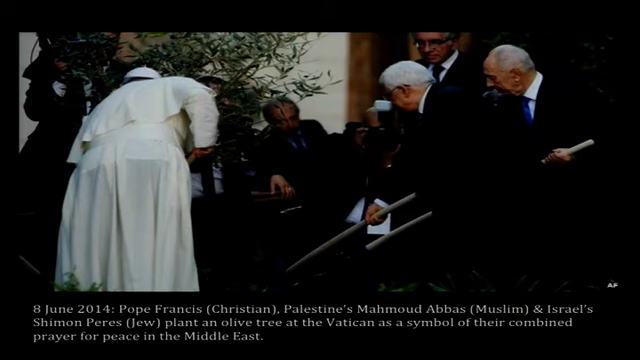 AF
8 June 2014: Pope Francis (Christian), Palestine's Mahmoud Abbas (Muslim) & Israel's
Shimon Peres (Jew) plant an olive tree at the Vatican as a symbol of their combined
prayer for peace in the Middle East.